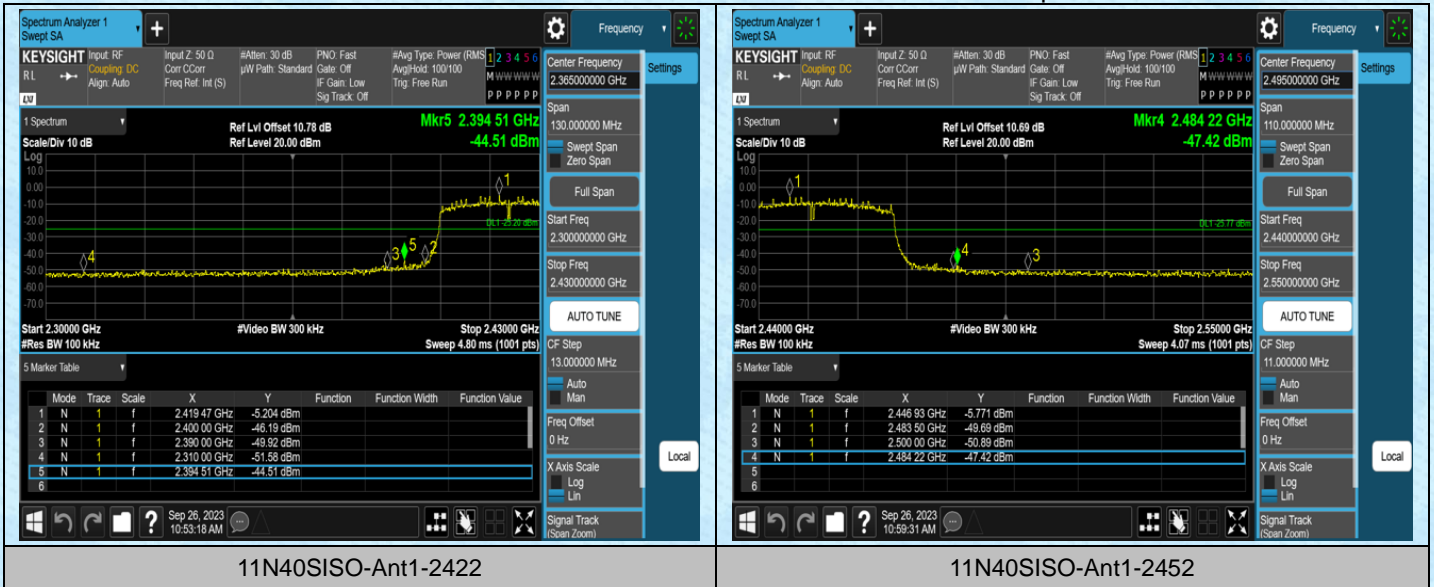 Spectrum Analyzer 1
Swept SA
Frequency
KEYSIGHT Input: RF Input Z: 50 Ω #Atten: 30 dB PNO: Fast #Avg Type: Power (RMS 1 2 3 4 5 6
RL Coupling: DC Corr CCorr µW Path: Standard Gate: Off Avg|Hold: 100/100 M W W W W W
Align: Auto Freq Ref: Int (S) IF Gain: Low Trig: Free Run
Sig Track: Off P P P P P P
LXI
1 Spectrum
Ref Lvl Offset 10.78 dB
Mkr5 2.394 51 GHz
Scale/Div 10 dB
Ref Level 20.00 dBm
-44.51 dBm
Log
10.0
0.00
-10.0
-20.0
-30.0
-40.0
-50.0
-60.0
-70.0
1
DL1 -25.20 dBm
4
3
5
2
Start 2.30000 GHz #Video BW 300 kHz Stop 2.43000 GHz
#Res BW 100 kHz Sweep 4.80 ms (1001 pts)
5 Marker Table
Mode Trace Scale X Y Function Function Width Function Value
1 N 1 f 2.419 47 GHz -5.204 dBm
2 N 1 f 2.400 00 GHz -46.19 dBm
3 N 1 f 2.390 00 GHz -49.92 dBm
4 N 1 f 2.310 00 GHz -51.58 dBm
5 N 1 f 2.394 51 GHz -44.51 dBm
6
Sep 26, 2023
10:53:18 AM
Center Frequency
2.365000000 GHz
Settings
Span
130.000000 MHz
Swept Span
Zero Span
Full Span
Start Freq
2.300000000 GHz
Stop Freq
2.430000000 GHz
AUTO TUNE
CF Step
13.000000 MHz
Auto
Man
Freq Offset
0 Hz
Local
X Axis Scale
Log
Lin
Signal Track
(Span Zoom)
11N40SISO-Ant1-2422
Spectrum Analyzer 1
Swept SA
Frequency
KEYSIGHT Input: RF Input Z: 50 Ω #Atten: 30 dB PNO: Fast #Avg Type: Power (RMS 1 2 3 4 5 6
RL Coupling: DC Corr CCorr µW Path: Standard Gate: Off Avg|Hold: 100/100 M W W W W W
Align: Auto Freq Ref: Int (S) IF Gain: Low Trig: Free Run
Sig Track: Off P P P P P P
LXI
1 Spectrum
Ref Lvl Offset 10.69 dB
Mkr4 2.484 22 GHz
Scale/Div 10 dB
Ref Level 20.00 dBm
-47.42 dBm
Log
10.0
0.00
-10.0
-20.0
-30.0
-40.0
-50.0
-60.0
-70.0
1
DL1 -25.77 dBm
4
3
Start 2.44000 GHz #Video BW 300 kHz Stop 2.55000 GHz
#Res BW 100 kHz Sweep 4.07 ms (1001 pts)
5 Marker Table
Mode Trace Scale X Y Function Function Width Function Value
1 N 1 f 2.446 93 GHz -5.771 dBm
2 N 1 f 2.483 50 GHz -49.69 dBm
3 N 1 f 2.500 00 GHz -50.89 dBm
4 N 1 f 2.484 22 GHz -47.42 dBm
5
6
Sep 26, 2023
10:59:31 AM
Center Frequency
2.495000000 GHz
Settings
Span
110.000000 MHz
Swept Span
Zero Span
Full Span
Start Freq
2.440000000 GHz
Stop Freq
2.550000000 GHz
AUTO TUNE
CF Step
11.000000 MHz
Auto
Man
Freq Offset
0 Hz
Local
X Axis Scale
Log
Lin
Signal Track
(Span Zoom)
11N40SISO-Ant1-2452